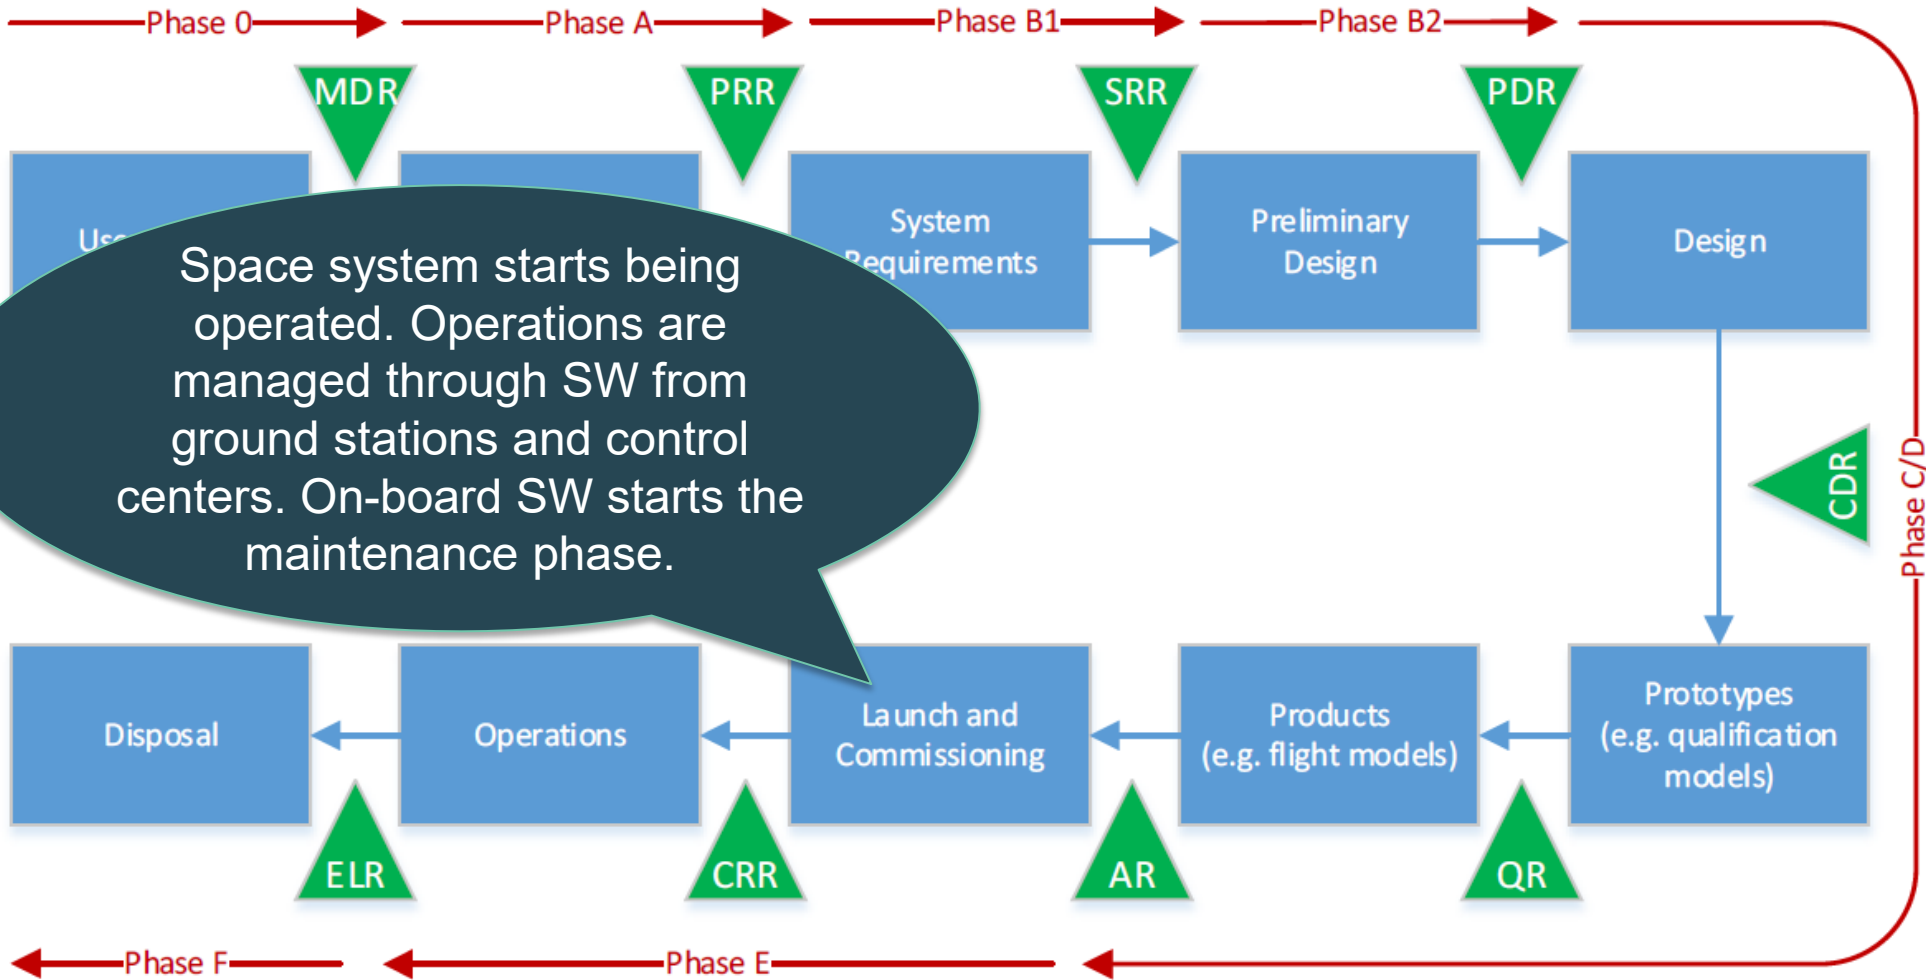 Phase 0
Phase A
Phase B1
Phase B2
MDR
PRR
SRR
PDR
System
Requirements
Preliminary
Design
Design
Space system starts being
operated. Operations are
managed through SW from
ground stations and control
centers. On-board SW starts the
maintenance phase.
CDR
Phase C/D
Disposal
Operations
Launch and
Commissioning
Products
(e.g. flight models)
Prototypes
(e.g. qualification
models)
ELR
CRR
AR
QR
Phase F
Phase E